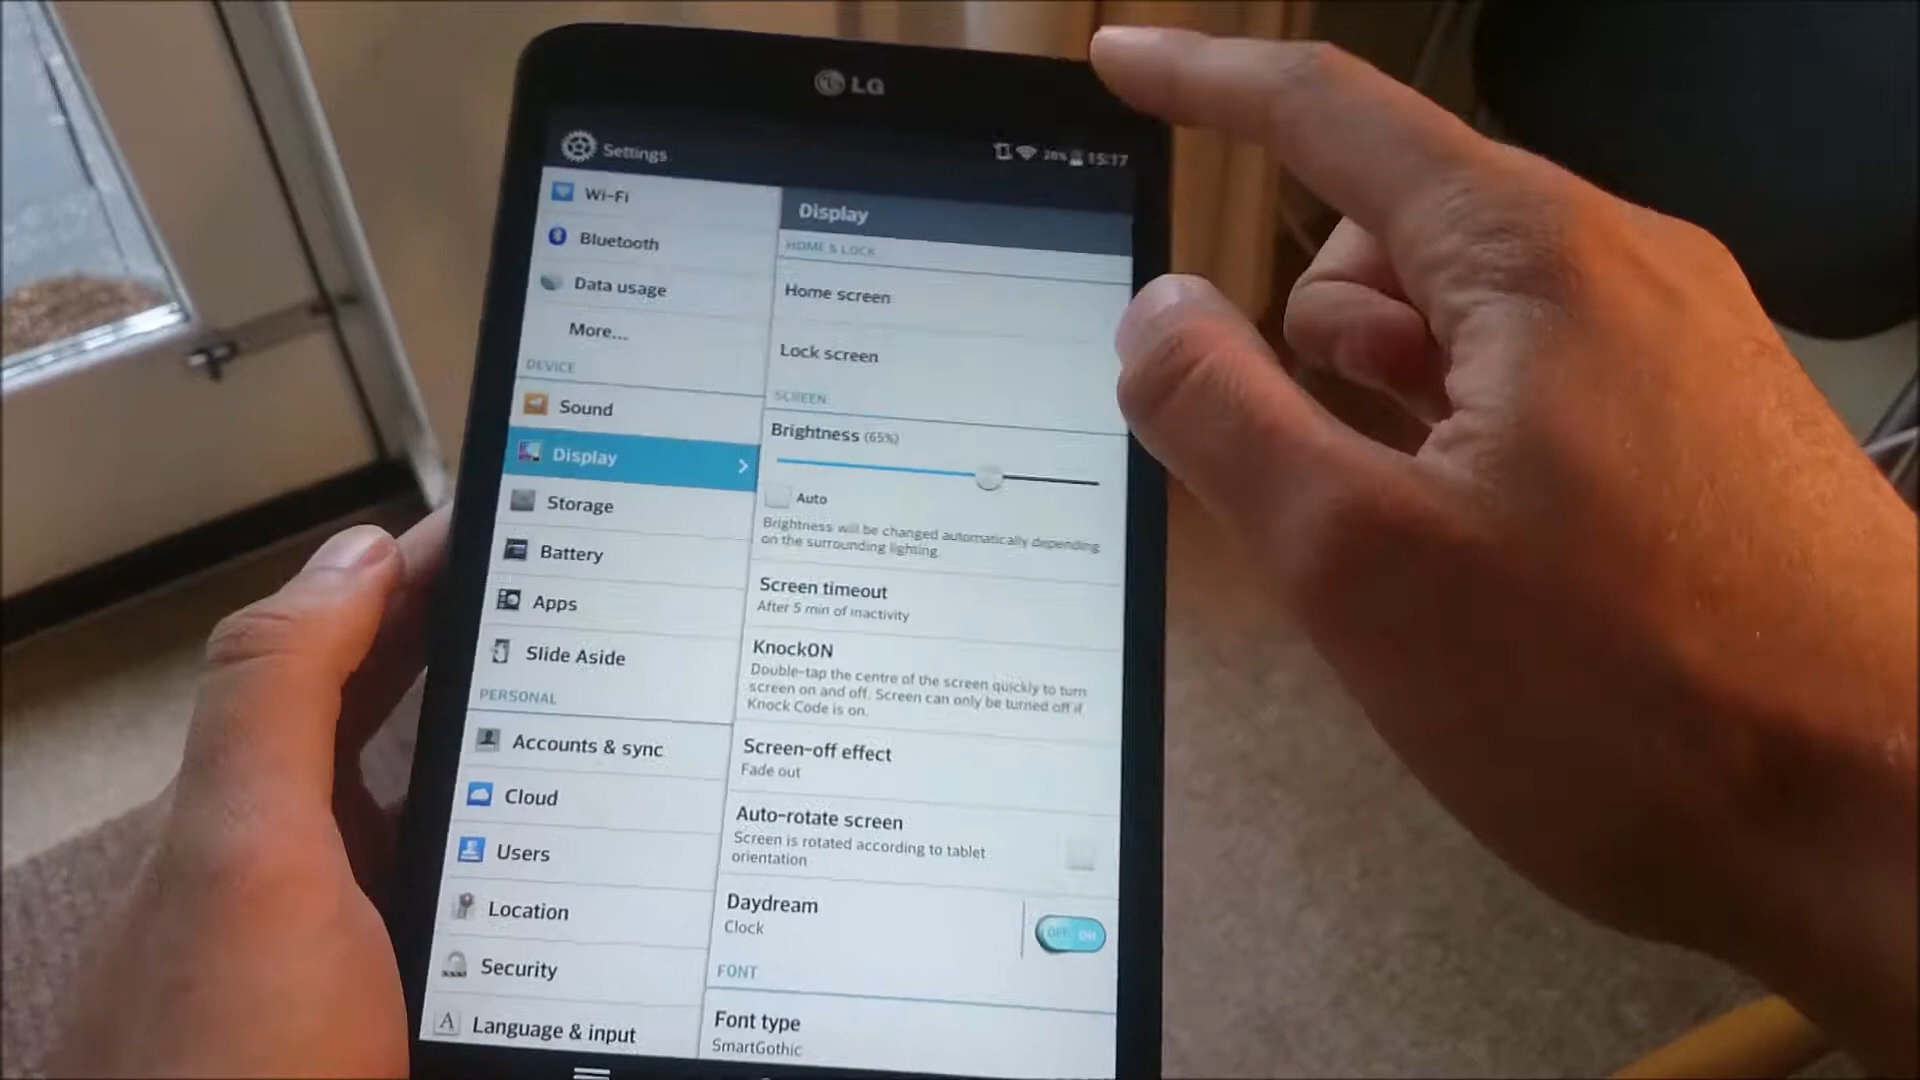 LG
Settings
15:17
Wi-Fi
Bluetooth
Data usage
More...
DEVICE
Sound
Display
Storage
Battery
Apps
Slide Aside
PERSONAL
Accounts & sync
Cloud
Users
Location
Security
A
Language & input
Display
HOME & LOCK
Home screen
Lock screen
SCREEN
Brightness (65%)
Auto
Brightness will be changed automatically depending
on the surrounding lighting.
Screen timeout
After 5 min of inactivity
KnockON
Double-tap the centre of the screen quickly to turn
screen on and off. Screen can only be turned off if
Knock Code is on.
Screen-off effect
Fade out
Auto-rotate screen
Screen is rotated according to tablet
orientation
Daydream
Clock
OFF ON
FONT
Font type
SmartGothic